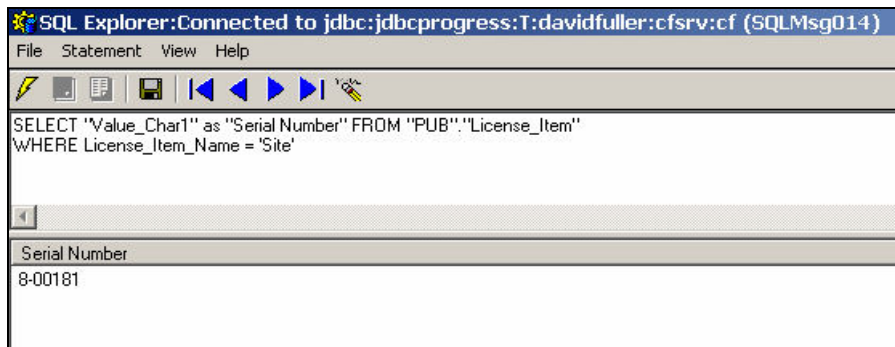 SQL Explorer:Connected to jdbc:jdbcprogress:T:davidfuller:cfsrv:cf (SQLMsg014)
File Statement View Help
SELECT "Value_Char1" as "Serial Number" FROM "PUB"."License_Item"
WHERE License_Item_Name = 'Site'
Serial Number
8-00181